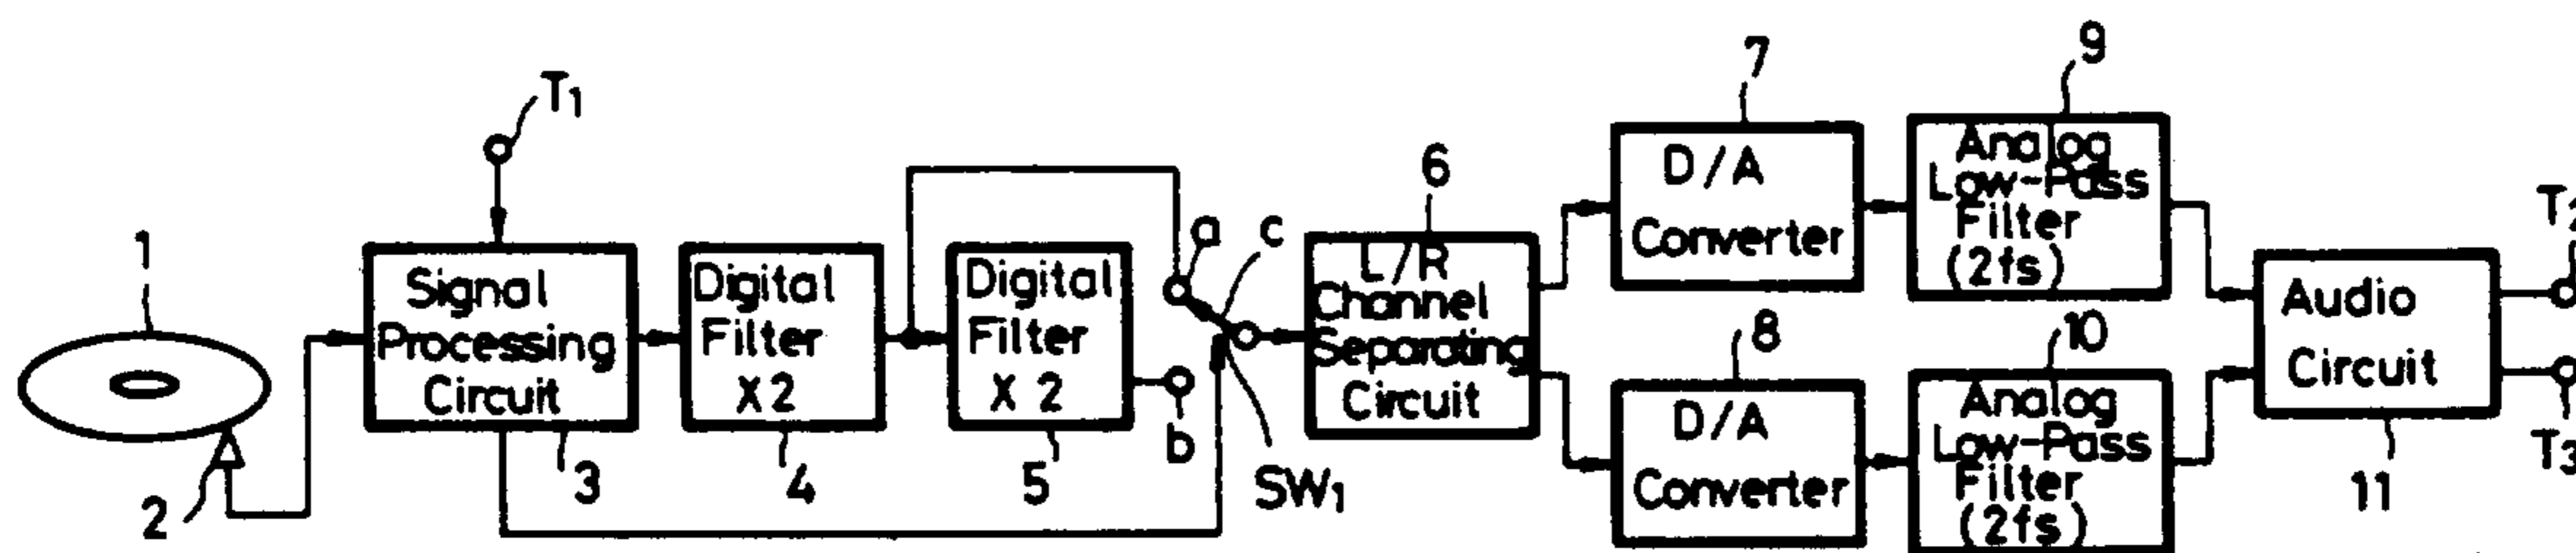 1
2
T1
Signal
Processing
Circuit
3
Digital
Filter
X2
4
Digital
Filter
X 2
5
a
b
c
SW1
6
L/R
Channel
Separating
Circuit
7
D/A
Converter
8
D/A
Converter
9
Analog
Low-Pass
Filter
(2fs)
10
Analog
Low-Pass
Filter
(2fs)
Audio
Circuit
11
T2
T3